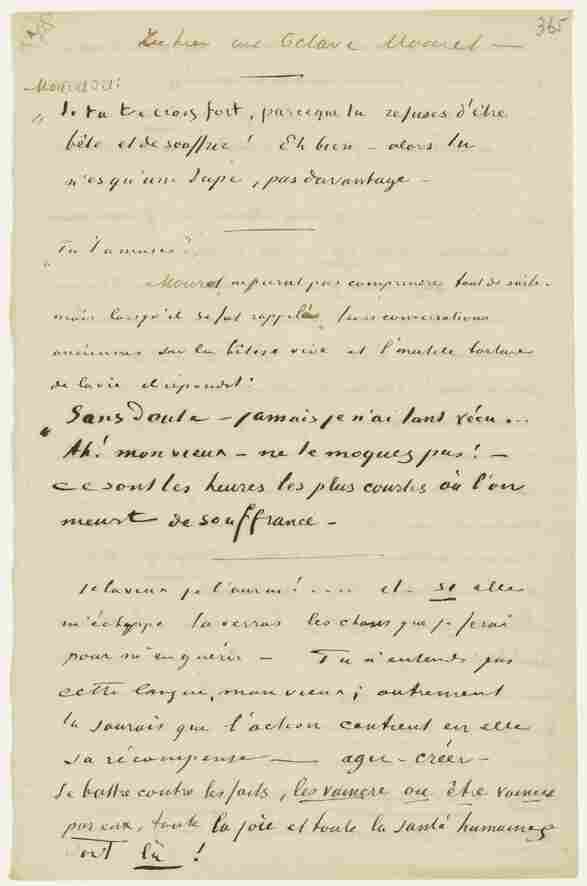 365
Octave Mouret —
Mouret dit:
" Si tu te crois fort, parceque tu refuses d'être
bête et de souffrir ! Eh bien — alors tu
n'es qu'une dupe, pas davantage —
" Tu t'amuses?
Mouret ne parut pas comprendre tout de suite.
mais lorsqu'il se fut rappelé leurs conversations
anciennes sur la bêtise vive et l'inutile torture
de la vie il répondit:
" Sans Doute — jamais je n'ai tant vécu ...
Ah! mon vieux — ne te moques pas! —
ce sont les heures les plus courtes où l'on
meurt de souffrance —
Je la veux je l'aurai! .... et — si elle
m'échappe tu verras les choses que je ferai
pour m'en guérir — Tu n'entends pas
cette langue, mon vieux; autrement
tu saurais que l'action contient en elle
sa récompense — agir — créer —
Se battre contre les faits, les vaincre ou être vaincu
par eux, toute la joie et toute la santé humaines
sont là !